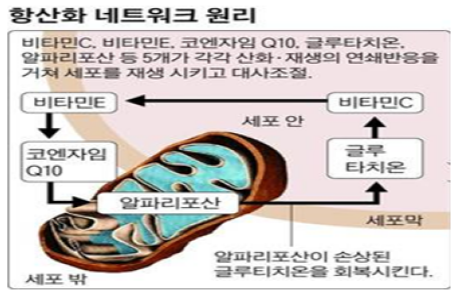 항산화 네트워크 원리
비타민C, 비타민E, 코엔자임 Q10, 글루타치온,
알파리포산 등 5개가 각각 산화·재생의 연쇄반응을
거쳐 세포를 재생 시키고 대사조절.
비타민E
비타민C
세포 안
코엔자임
Q10
글루
타치온
알파리포산
세포막
알파리포산이 손상된
글루티치온을 회복시킨다.
세포 밖